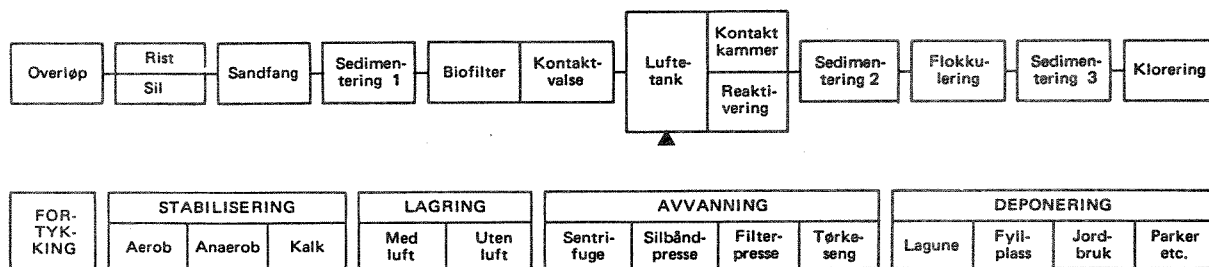 Overløp
Rist
Sil
Sandfang
Sedimen-
tering 1
Biofilter
Kontakt-
valse
Lufte-
tank
Kontakt
kammer
Reakti-
vering
Sedimen-
tering 2
Flokku-
lering
Sedimen-
tering 3
Klorering
FOR-
TYK-
KING
STABILISERING
Aerob
Anaerob
Kalk
LAGRING
Med
luft
Uten
luft
AVVANNING
Sentri-
fuge
Silbånd-
presse
Filter-
presse
Tørke-
seng
DEPONERING
Lagune
Fyll-
plass
Jord-
bruk
Parker
etc.